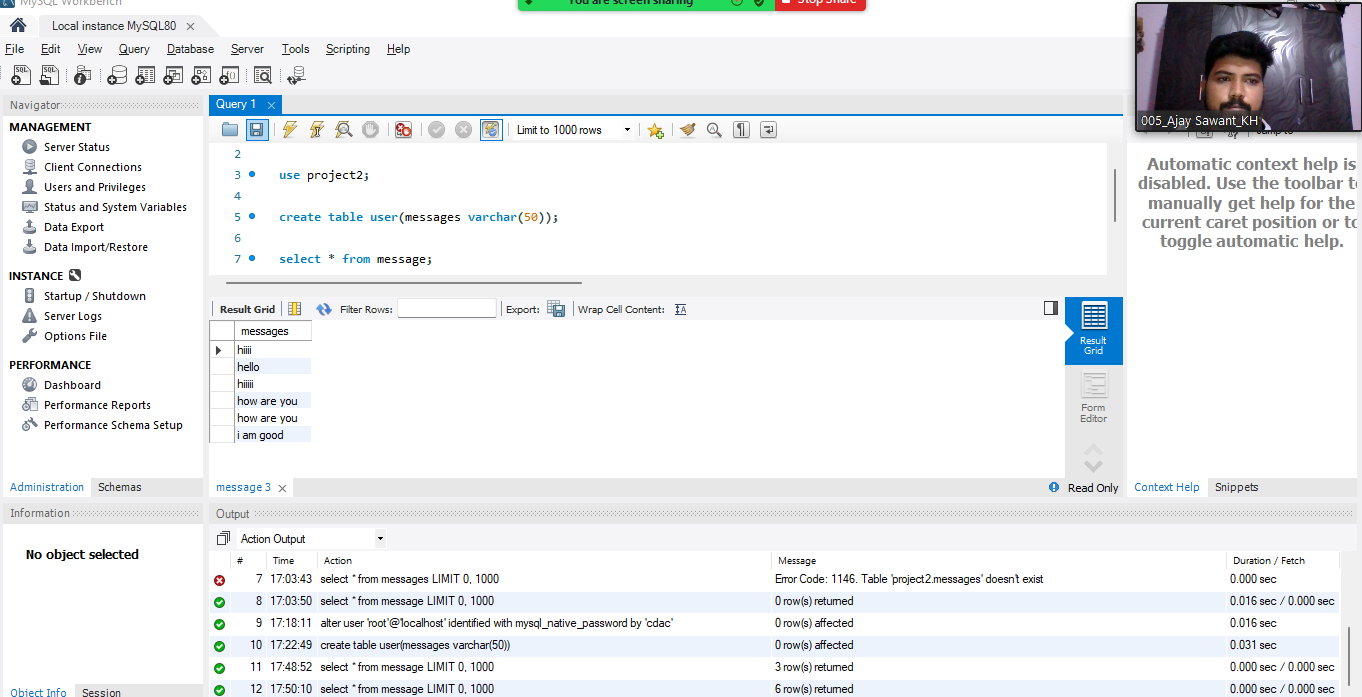 MySQL Workbench
You are screen sharing
Stop Share
Local instance MySQL80
File Edit View Query Database Server Tools Scripting Help
005_Ajay Sawant_KH
Navigator
MANAGEMENT
Server Status
Client Connections
Users and Privileges
Status and System Variables
Data Export
Data Import/Restore
INSTANCE
Startup / Shutdown
Server Logs
Options File
PERFORMANCE
Dashboard
Performance Reports
Performance Schema Setup
Administration Schemas
Information
No object selected
Object Info Session
Query 1
Limit to 1000 rows
2
3 use project2;
4
5 create table user(messages varchar(50));
6
7 select * from message;
Result Grid Filter Rows: Export: Wrap Cell Content:
messages
hiiii
hello
hiiiii
how are you
how are you
i am good
Result
Grid
Form
Editor
message 3
Read Only
Jump to
Automatic context help is
disabled. Use the toolbar to
manually get help for the
current caret position or to
toggle automatic help.
Context Help Snippets
Output
Action Output
# Time Action Message Duration / Fetch
7 17:03:43 select * from messages LIMIT 0, 1000 Error Code: 1146. Table 'project2.messages' doesn't exist 0.000 sec
8 17:03:50 select * from message LIMIT 0, 1000 0 row(s) returned 0.016 sec / 0.000 sec
9 17:18:11 alter user 'root'@'localhost' identified with mysql_native_password by 'cdac' 0 row(s) affected 0.016 sec
10 17:22:49 create table user(messages varchar(50)) 0 row(s) affected 0.031 sec
11 17:48:52 select * from message LIMIT 0, 1000 3 row(s) returned 0.000 sec / 0.000 sec
12 17:50:10 select * from message LIMIT 0, 1000 6 row(s) returned 0.000 sec / 0.000 sec